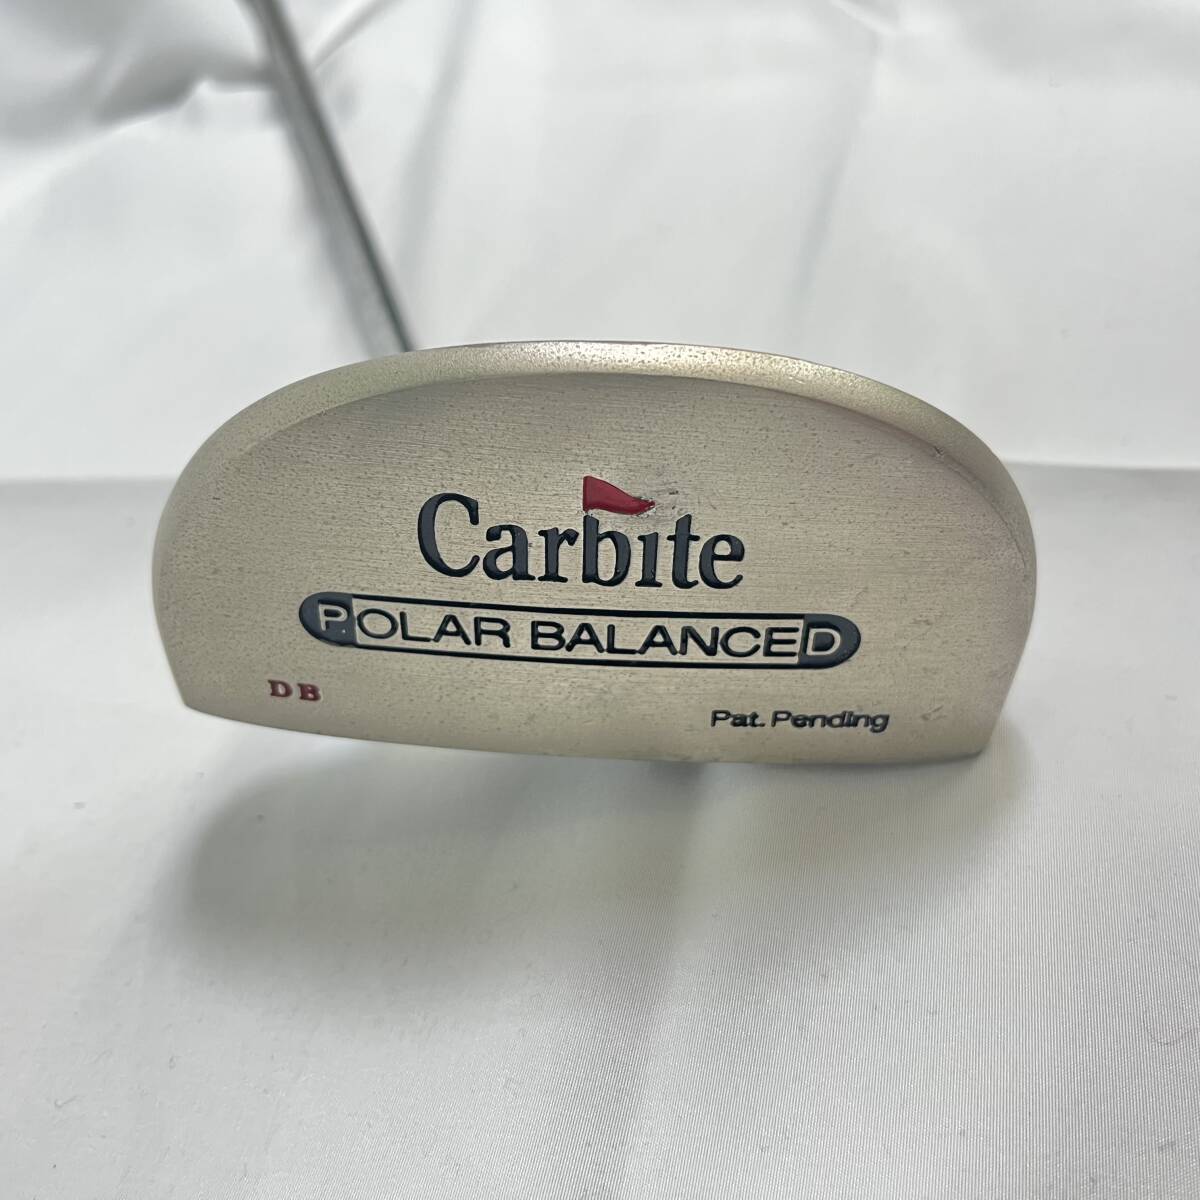 Carbite
POLAR BALANCED
DB
Pat. Pending